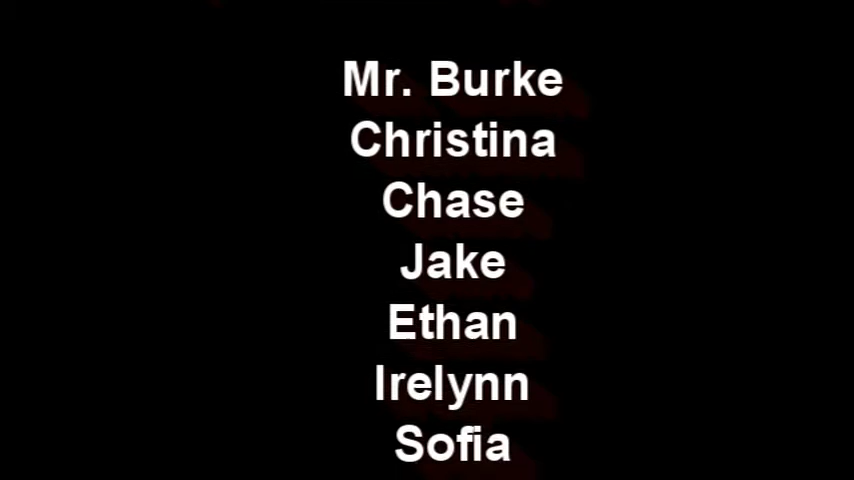 Mr. Burke
Christina
Chase
Jake
Ethan
Irelynn
Sofia